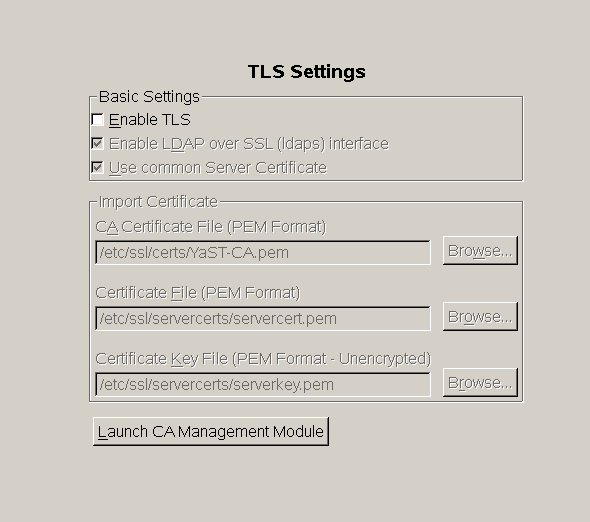 TLS Settings
Basic Settings
Enable TLS
Enable LDAP over SSL (ldaps) interface
Use common Server Certificate
Import Certificate
CA Certificate File (PEM Format)
/etc/ssl/certs/YaST-CA.pem
Browse...
Certificate File (PEM Format)
/etc/ssl/servercerts/servercert.pem
Browse...
Certificate Key File (PEM Format - Unencrypted)
/etc/ssl/servercerts/serverkey.pem
Browse...
Launch CA Management Module